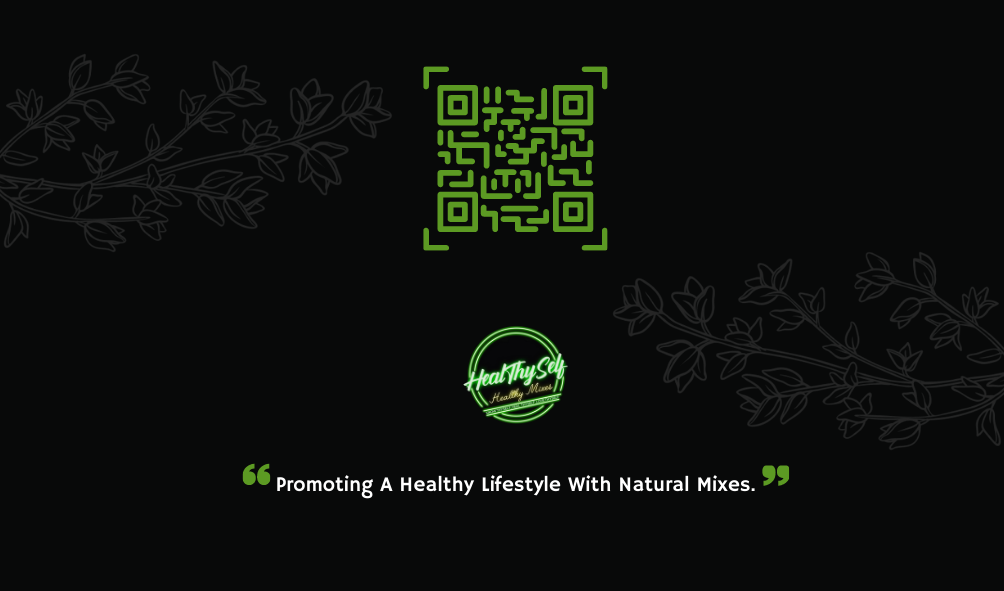 HealThySelf
Healthy Mixes
“ Promoting A Healthy Lifestyle With Natural Mixes. ”